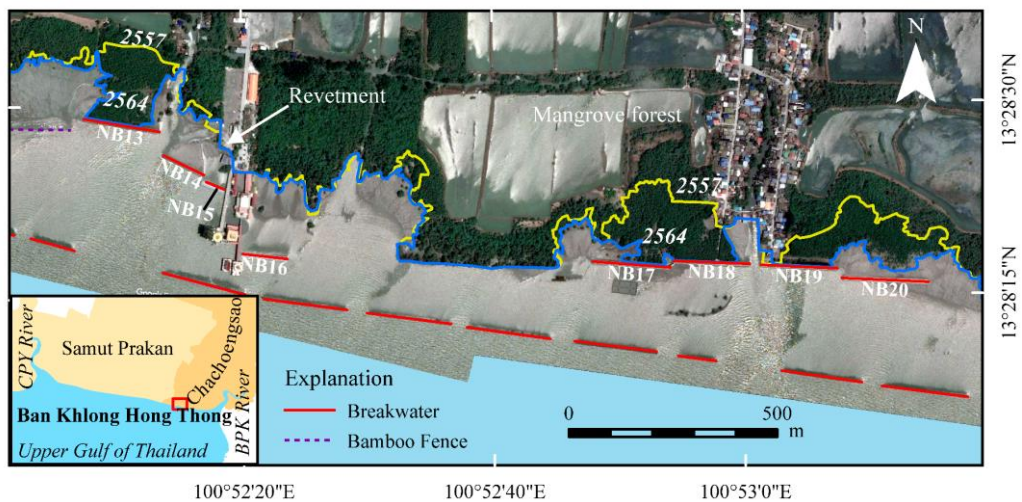 2557
N
Revetment
2564
NB13
Mangrove forest
NB14
2557
NB15
2564
NB16
NB17
NB18
NB19
NB20
13°28'30"N
13°28'15"N
Samut Prakan
CPY River
Chachoengsao
BPK River
Ban Khlong Hong Thong
Upper Gulf of Thailand
Explanation
Breakwater
Bamboo Fence
0 500
m
100°52'20"E 100°52'40"E 100°53'0"E